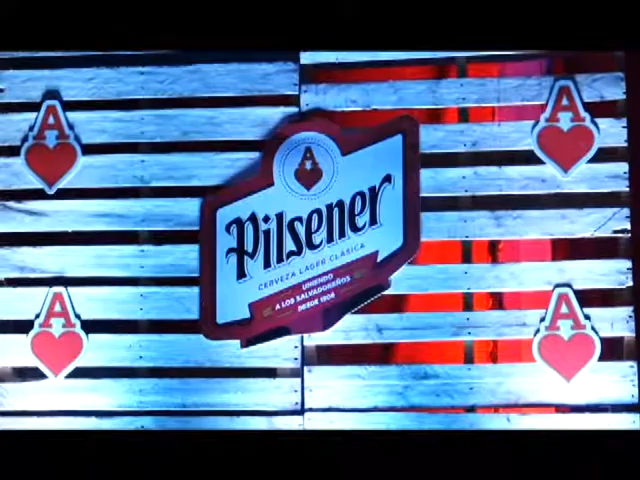 A
A
A
Pilsener
CERVEZA LAGER CLÁSICA
UNIENDO
A LOS SALVADOREÑOS
DESDE 1906
A
A